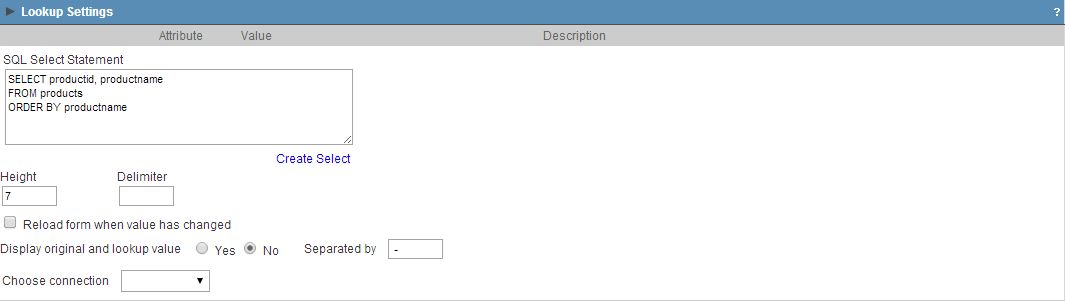 Lookup Settings ?
Attribute Value Description
SQL Select Statement
SELECT productid, productname
FROM products
ORDER BY productname
Create Select
Height Delimiter
7
Reload form when value has changed
Display original and lookup value Yes No Separated by -
Choose connection